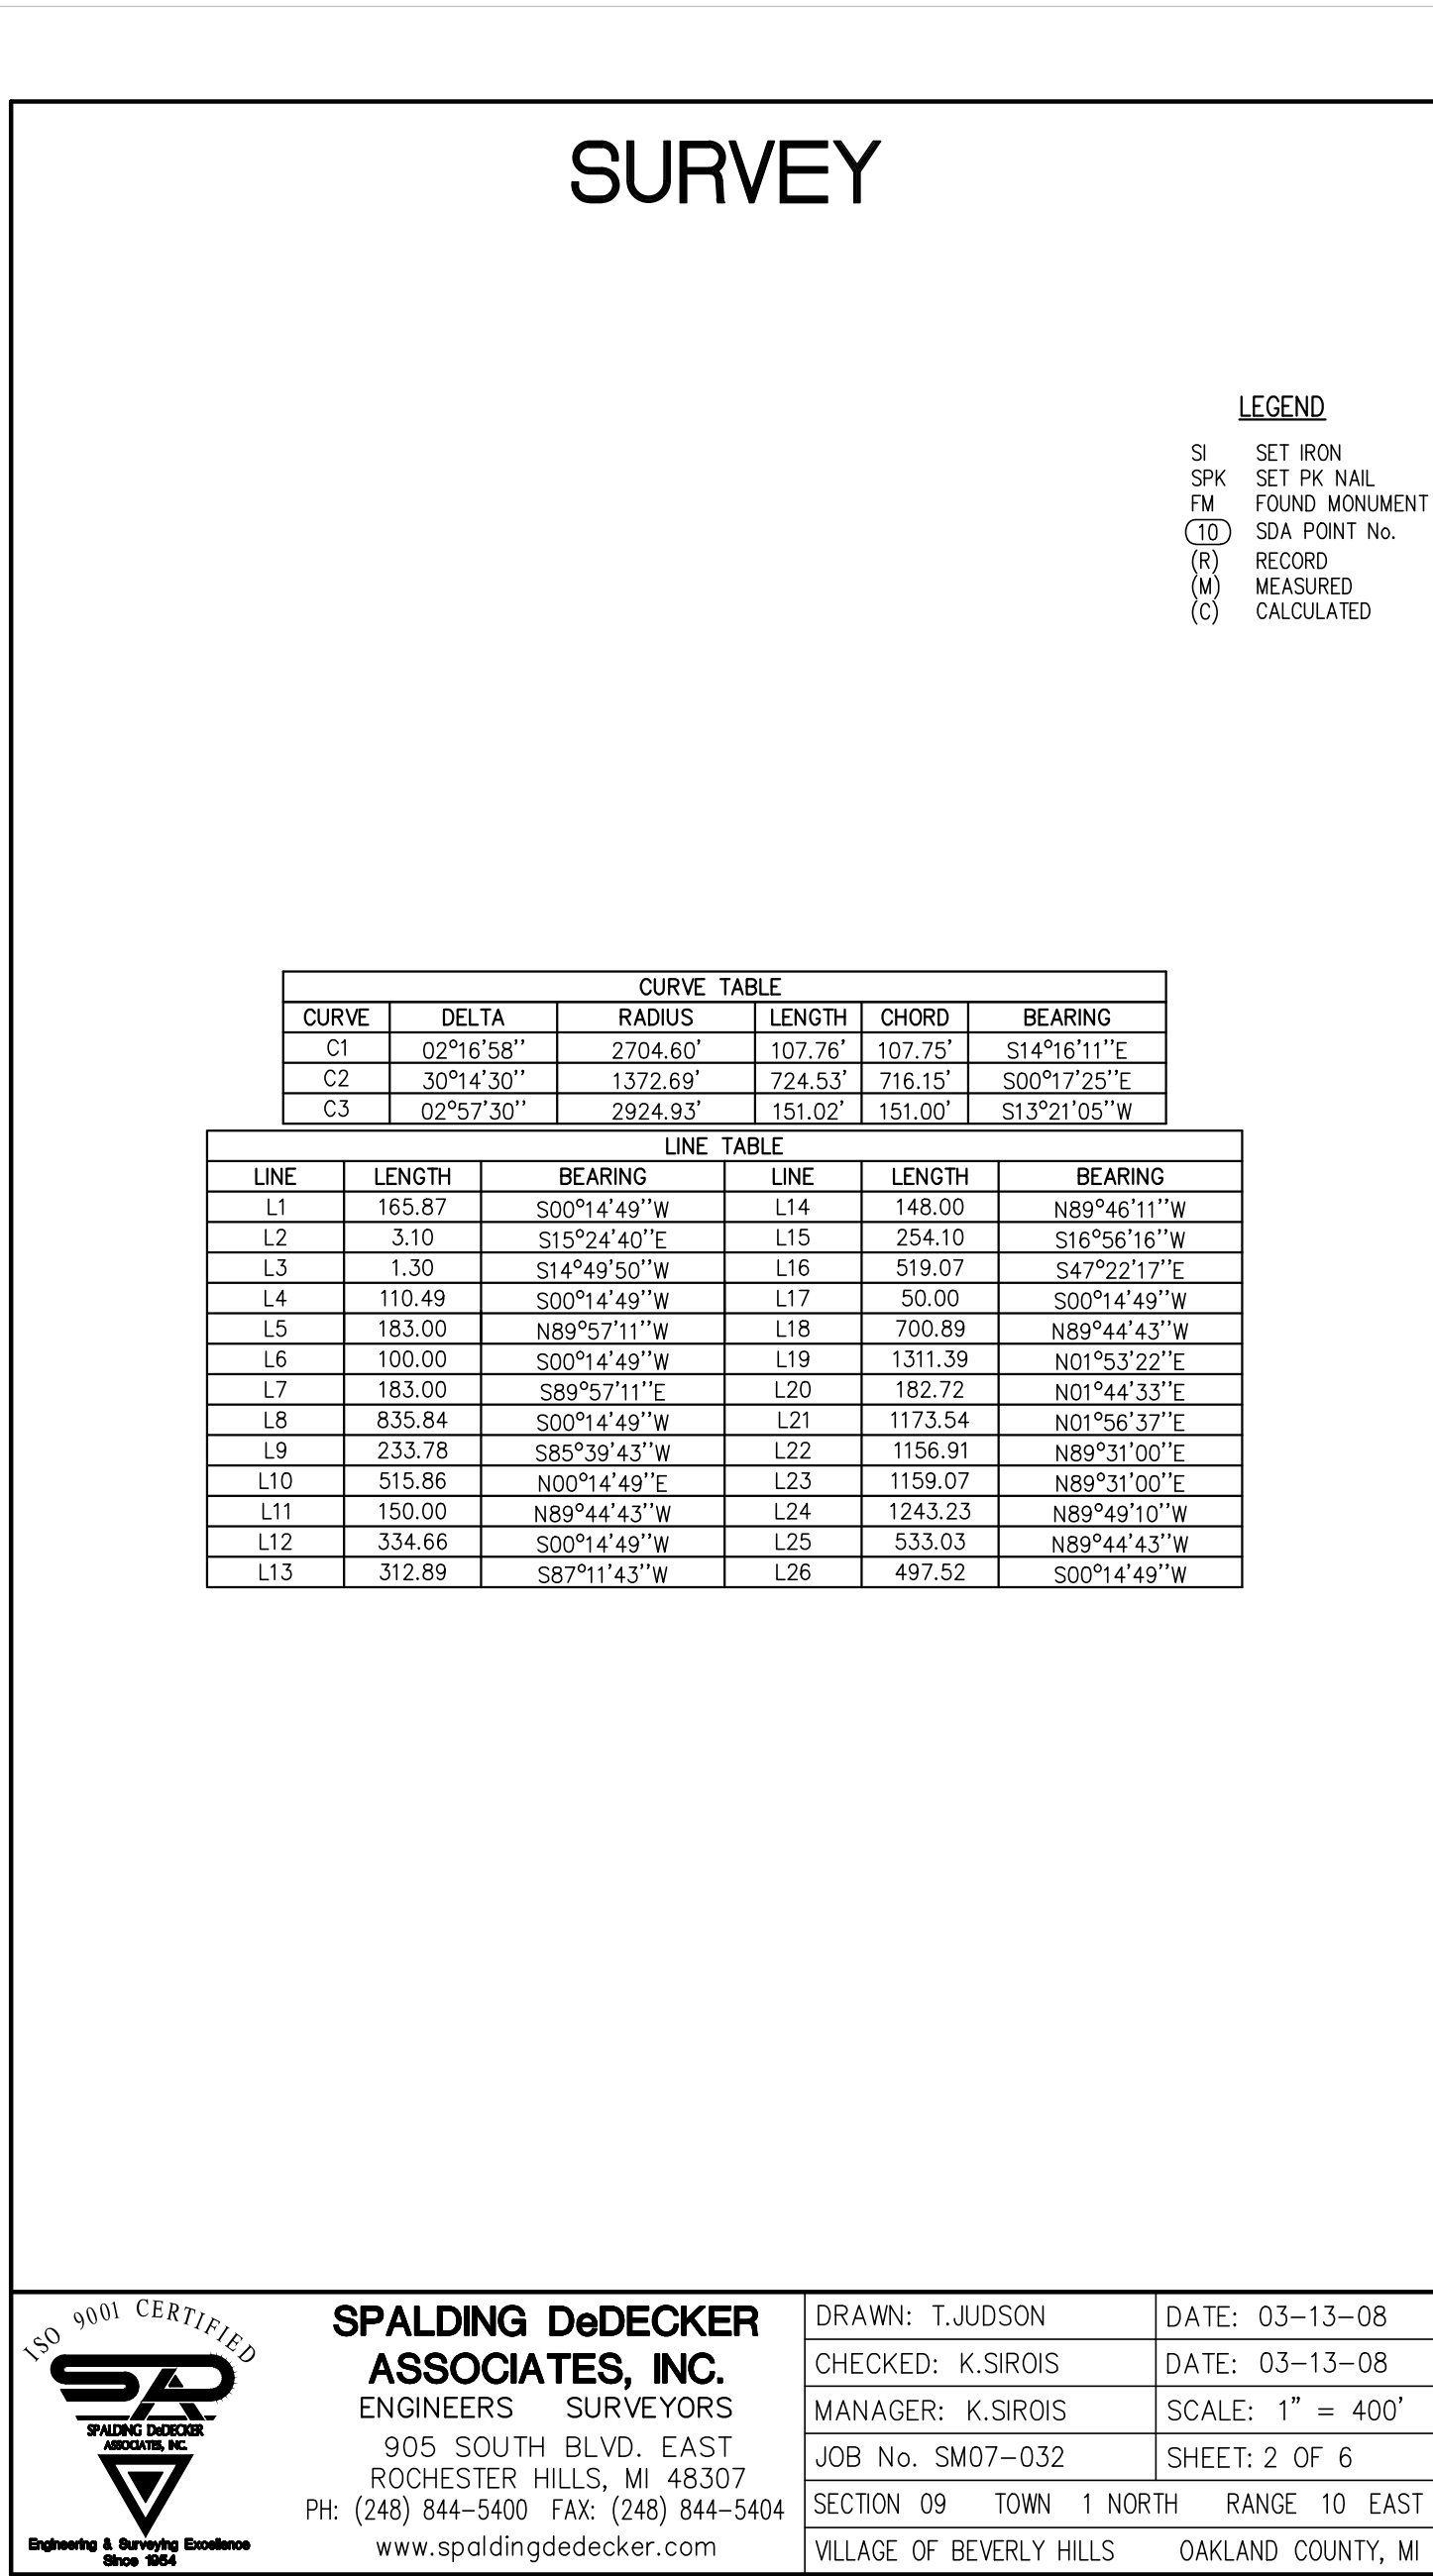 SURVEY
LEGEND
SI SET IRON
SPK SET PK NAIL
FM FOUND MONUMENT
10 SDA POINT No.
(R) RECORD
(M) MEASURED
(C) CALCULATED
CURVE TABLE
CURVE DELTA RADIUS LENGTH CHORD BEARING
C1 02°16'58'' 2704.60' 107.76' 107.75' S14°16'11''E
C2 30°14'30'' 1372.69' 724.53' 716.15' S00°17'25''E
C3 02°57'30'' 2924.93' 151.02' 151.00' S13°21'05''W
LINE TABLE
LINE LENGTH BEARING LINE LENGTH BEARING
L1 165.87 S00°14'49''W L14 148.00 N89°46'11''W
L2 3.10 S15°24'40''E L15 254.10 S16°56'16''W
L3 1.30 S14°49'50''W L16 519.07 S47°22'17''E
L4 110.49 S00°14'49''W L17 50.00 S00°14'49''W
L5 183.00 N89°57'11''W L18 700.89 N89°44'43''W
L6 100.00 S00°14'49''W L19 1311.39 N01°53'22''E
L7 183.00 S89°57'11''E L20 182.72 N01°44'33''E
L8 835.84 S00°14'49''W L21 1173.54 N01°56'37''E
L9 233.78 S85°39'43''W L22 1156.91 N89°31'00''E
L10 515.86 N00°14'49''E L23 1159.07 N89°31'00''E
L11 150.00 N89°44'43''W L24 1243.23 N89°49'10''W
L12 334.66 S00°14'49''W L25 533.03 N89°44'43''W
L13 312.89 S87°11'43''W L26 497.52 S00°14'49''W
ISO 9001 CERTIFIED
SPALDING DeDECKER
ASSOCIATES, INC.
Engineering & Surveying Excellence
Since 1954
SPALDING DeDECKER
ASSOCIATES, INC.
ENGINEERS SURVEYORS
905 SOUTH BLVD. EAST
ROCHESTER HILLS, MI 48307
PH: (248) 844-5400 FAX: (248) 844-5404
www.spaldingdedecker.com
DRAWN: T.JUDSON DATE: 03-13-08
CHECKED: K.SIROIS DATE: 03-13-08
MANAGER: K.SIROIS SCALE: 1" = 400'
JOB No. SM07-032 SHEET: 2 OF 6
SECTION 09 TOWN 1 NORTH RANGE 10 EAST
VILLAGE OF BEVERLY HILLS OAKLAND COUNTY, MI